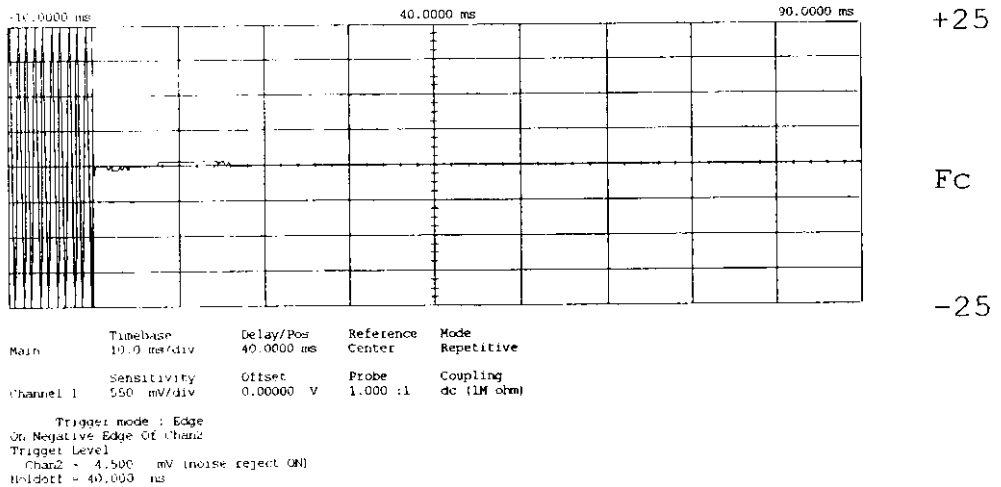 -10.0000 ms 40.0000 ms 90.0000 ms
+25
Fc
-25
Timebase Delay/Pos Reference Mode
Main 10.0 ms/div 40.0000 ms Center Repetitive
Sensitivity Offset Probe Coupling
Channel 1 550 mV/div 0.00000 V 1.000 :1 dc (1M ohm)
Trigger mode : Edge
On Negative Edge Of Chan2
Trigger Level
Chan2 = 4.500 mV (noise reject ON)
Holdoff = 40.000 ns